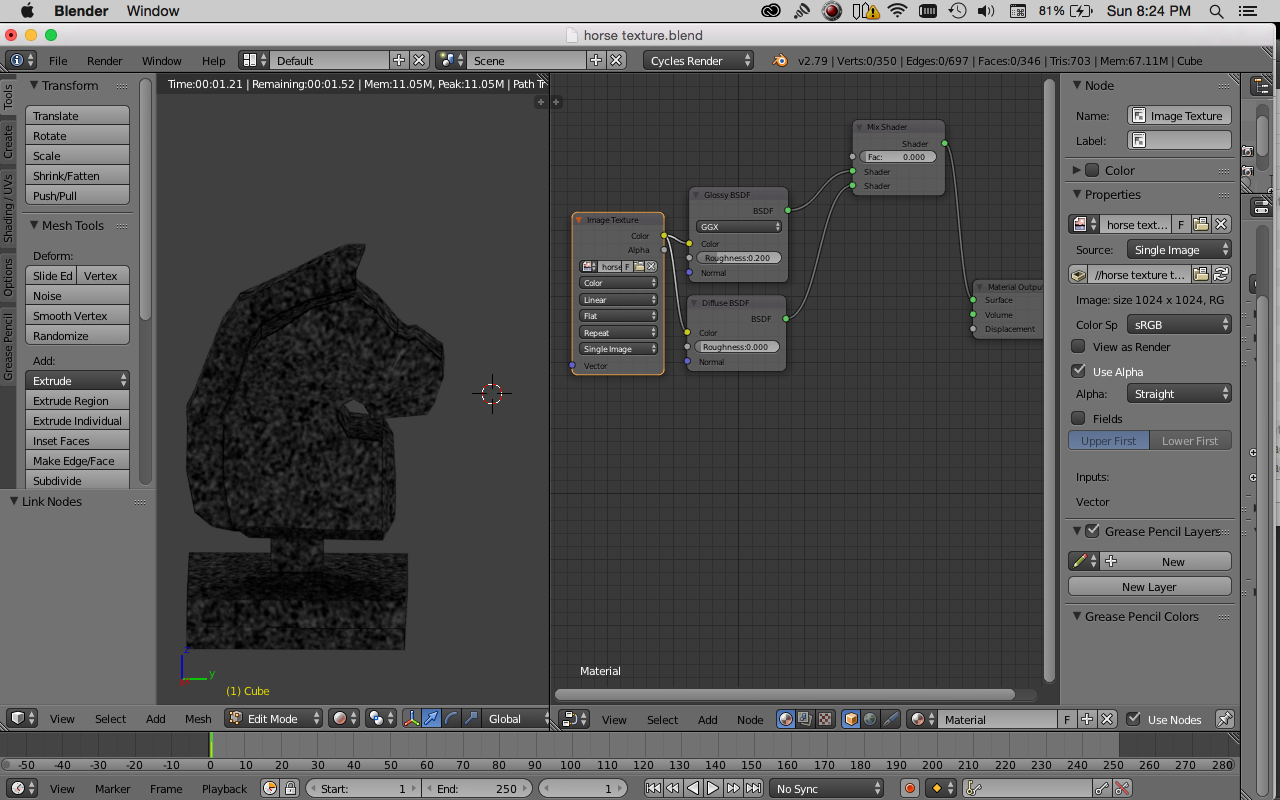 Blender Window 81% Sun 8:24 PM
horse texture.blend
File Render Window Help Default Scene Cycles Render v2.79 | Verts:0/350 | Edges:0/697 | Faces:0/346 | Tris:703 | Mem:67.11M | Cube
Time:00:01.21 | Remaining:00:01.52 | Mem:11.05M, Peak:11.05M | Path Tr
Tools
Create
Shading / UVs
Options
Grease Pencil
Transform
Translate
Rotate
Scale
Shrink/Fatten
Push/Pull
Mesh Tools
Deform:
Slide Ed Vertex
Noise
Smooth Vertex
Randomize
Add:
Extrude
Extrude Region
Extrude Individual
Inset Faces
Make Edge/Face
Subdivide
Link Nodes
z
y
(1) Cube
Image Texture
Color
Alpha
horse F
Color
Linear
Flat
Repeat
Single Image
Vector
Glossy BSDF
BSDF
GGX
Color
Roughness:0.200
Normal
Diffuse BSDF
BSDF
Color
Roughness:0.000
Normal
Mix Shader
Shader
Fac: 0.000
Shader
Shader
Material Outpu
Surface
Volume
Displacement
Material
Node
Name: Image Texture
Label:
Color
Properties
horse text... F
Source: Single Image
//horse texture t...
Image: size 1024 x 1024, RG
Color Sp sRGB
View as Render
Use Alpha
Alpha: Straight
Fields
Upper First Lower First
Inputs:
Vector
Grease Pencil Layers
New
New Layer
Grease Pencil Colors
View Select Add Mesh Edit Mode Global
View Select Add Node Material F Use Nodes
-50 -40 -30 -20 -10 0 10 20 30 40 50 60 70 80 90 100 110 120 130 140 150 160 170 180 190 200 210 220 230 240 250 260 270 280
View Marker Frame Playback Start: 1 End: 250 1 No Sync